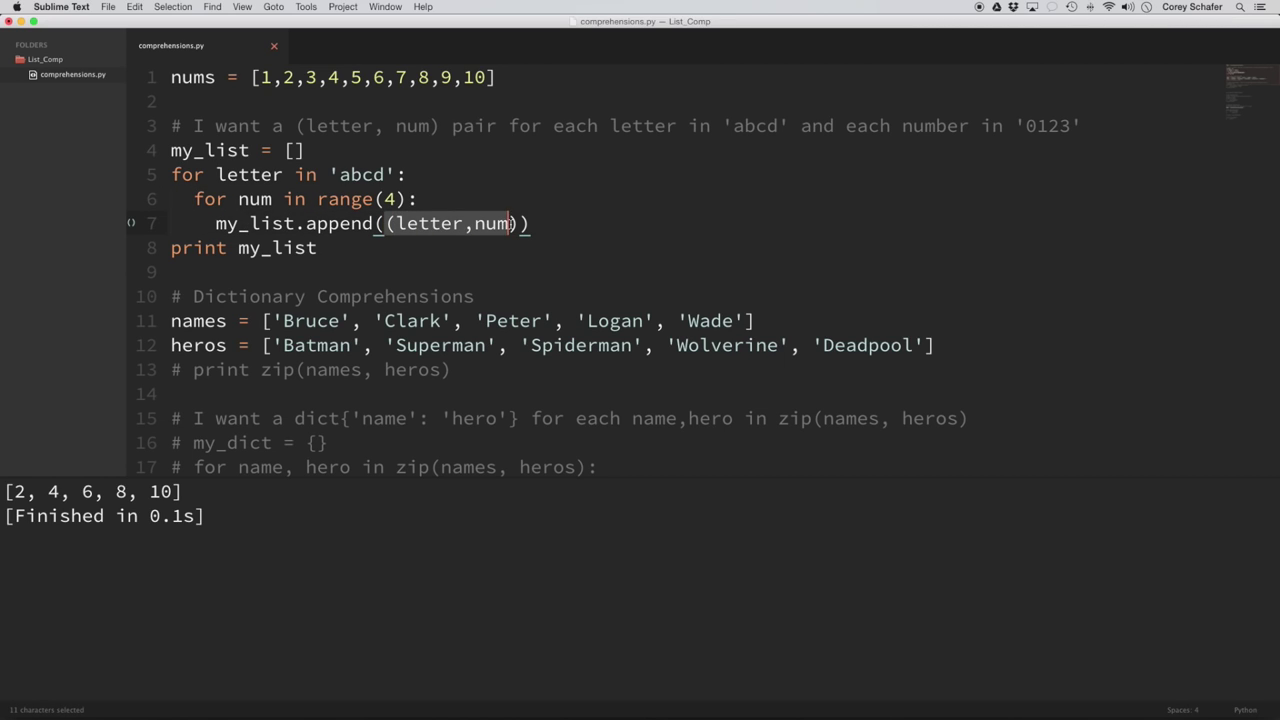 Sublime Text File Edit Selection Find View Goto Tools Project Window Help Corey Schafer
comprehensions.py — List_Comp
FOLDERS
List_Comp
comprehensions.py
comprehensions.py
1 nums = [1,2,3,4,5,6,7,8,9,10]
2
3 # I want a (letter, num) pair for each letter in 'abcd' and each number in '0123'
4 my_list = []
5 for letter in 'abcd':
6 for num in range(4):
7 my_list.append((letter,num))
8 print my_list
9
10 # Dictionary Comprehensions
11 names = ['Bruce', 'Clark', 'Peter', 'Logan', 'Wade']
12 heros = ['Batman', 'Superman', 'Spiderman', 'Wolverine', 'Deadpool']
13 # print zip(names, heros)
14
15 # I want a dict{'name': 'hero'} for each name,hero in zip(names, heros)
16 # my_dict = {}
17 # for name, hero in zip(names, heros):
[2, 4, 6, 8, 10]
[Finished in 0.1s]
11 characters selected Spaces: 4 Python